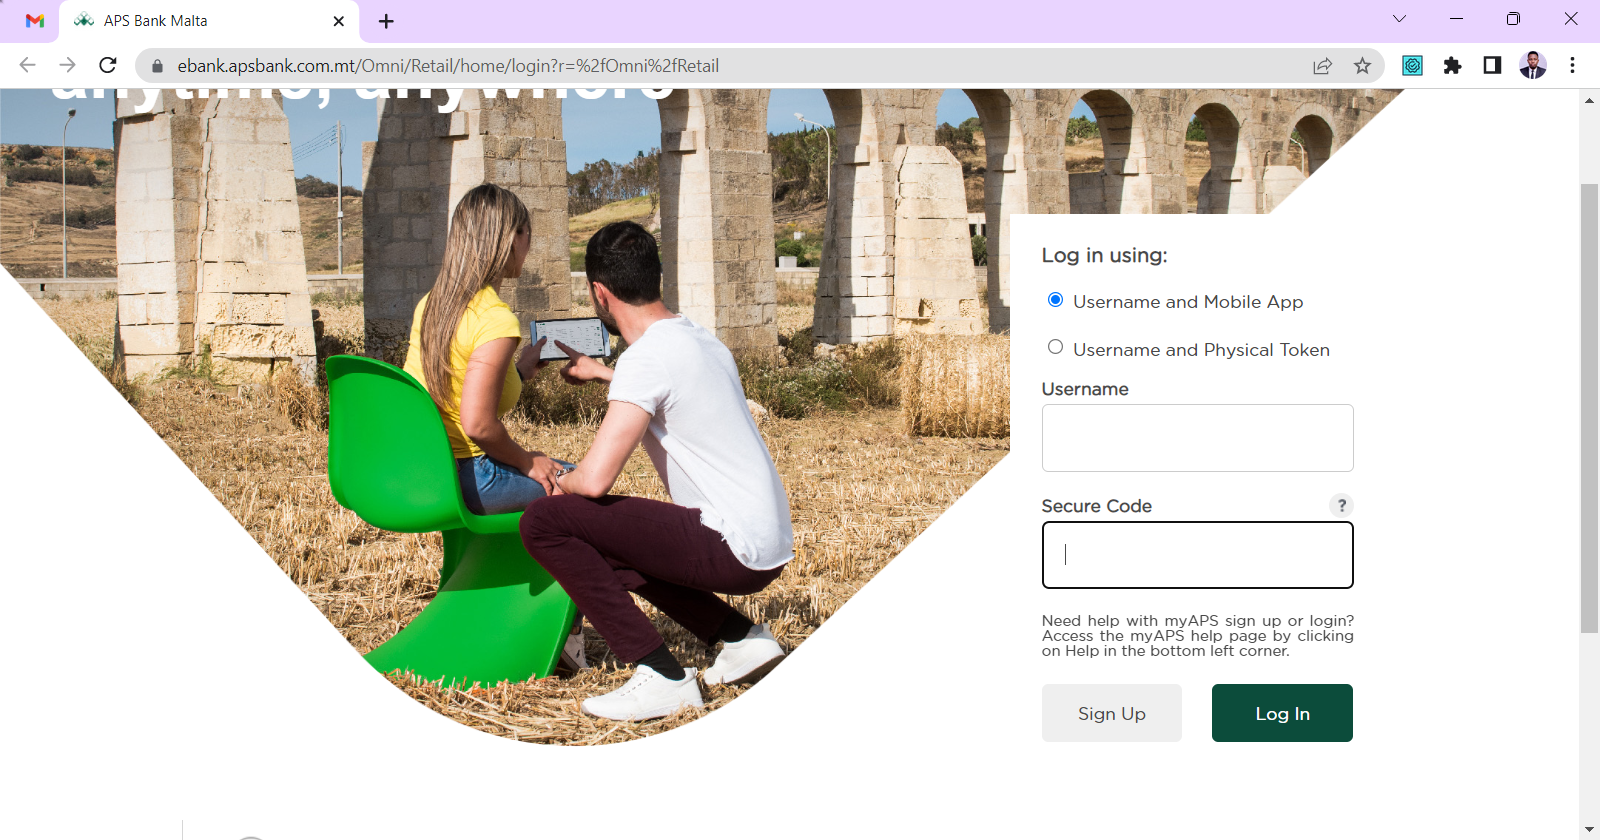 APS Bank Malta
ebank.apsbank.com.mt/Omni/Retail/home/login?r=%2fOmni%2fRetail
anytime, anywhere
Log in using:
Username and Mobile App
Username and Physical Token
Username
Secure Code
?
Need help with myAPS sign up or login?
Access the myAPS help page by clicking
on Help in the bottom left corner.
Sign Up
Log In